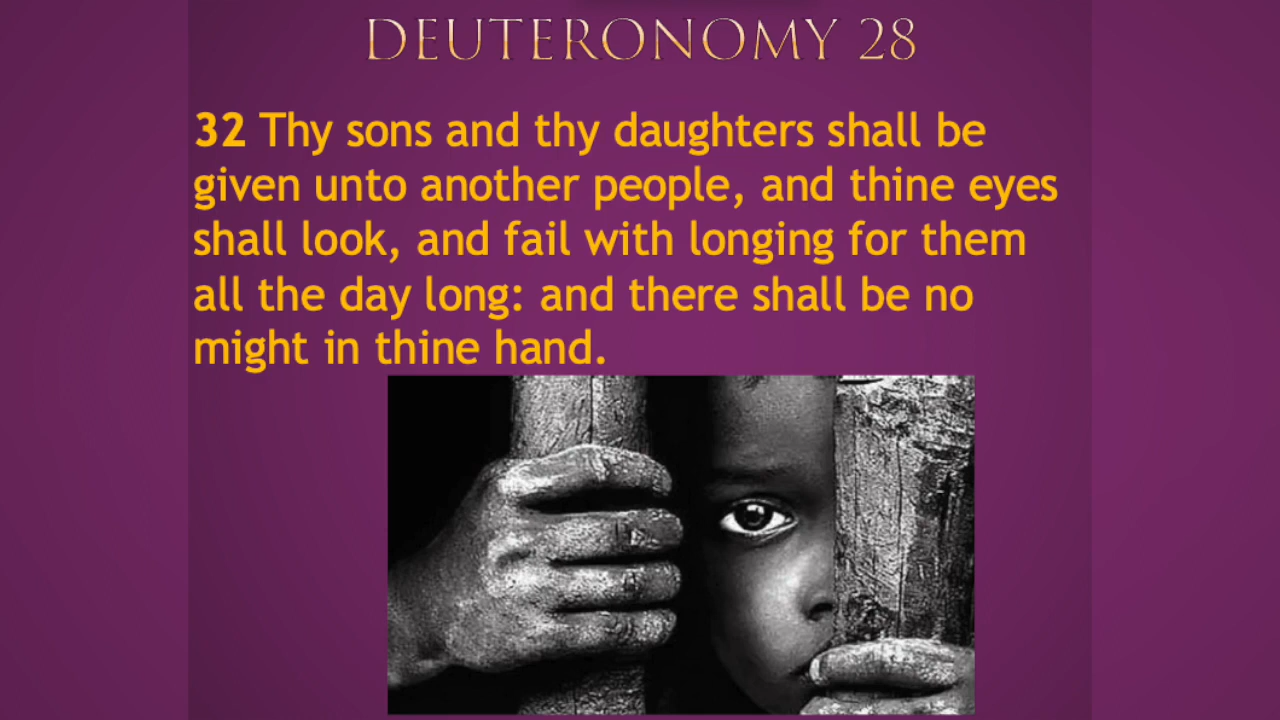 DEUTERONOMY 28
32 Thy sons and thy daughters shall be
given unto another people, and thine eyes
shall look, and fail with longing for them
all the day long: and there shall be no
might in thine hand.